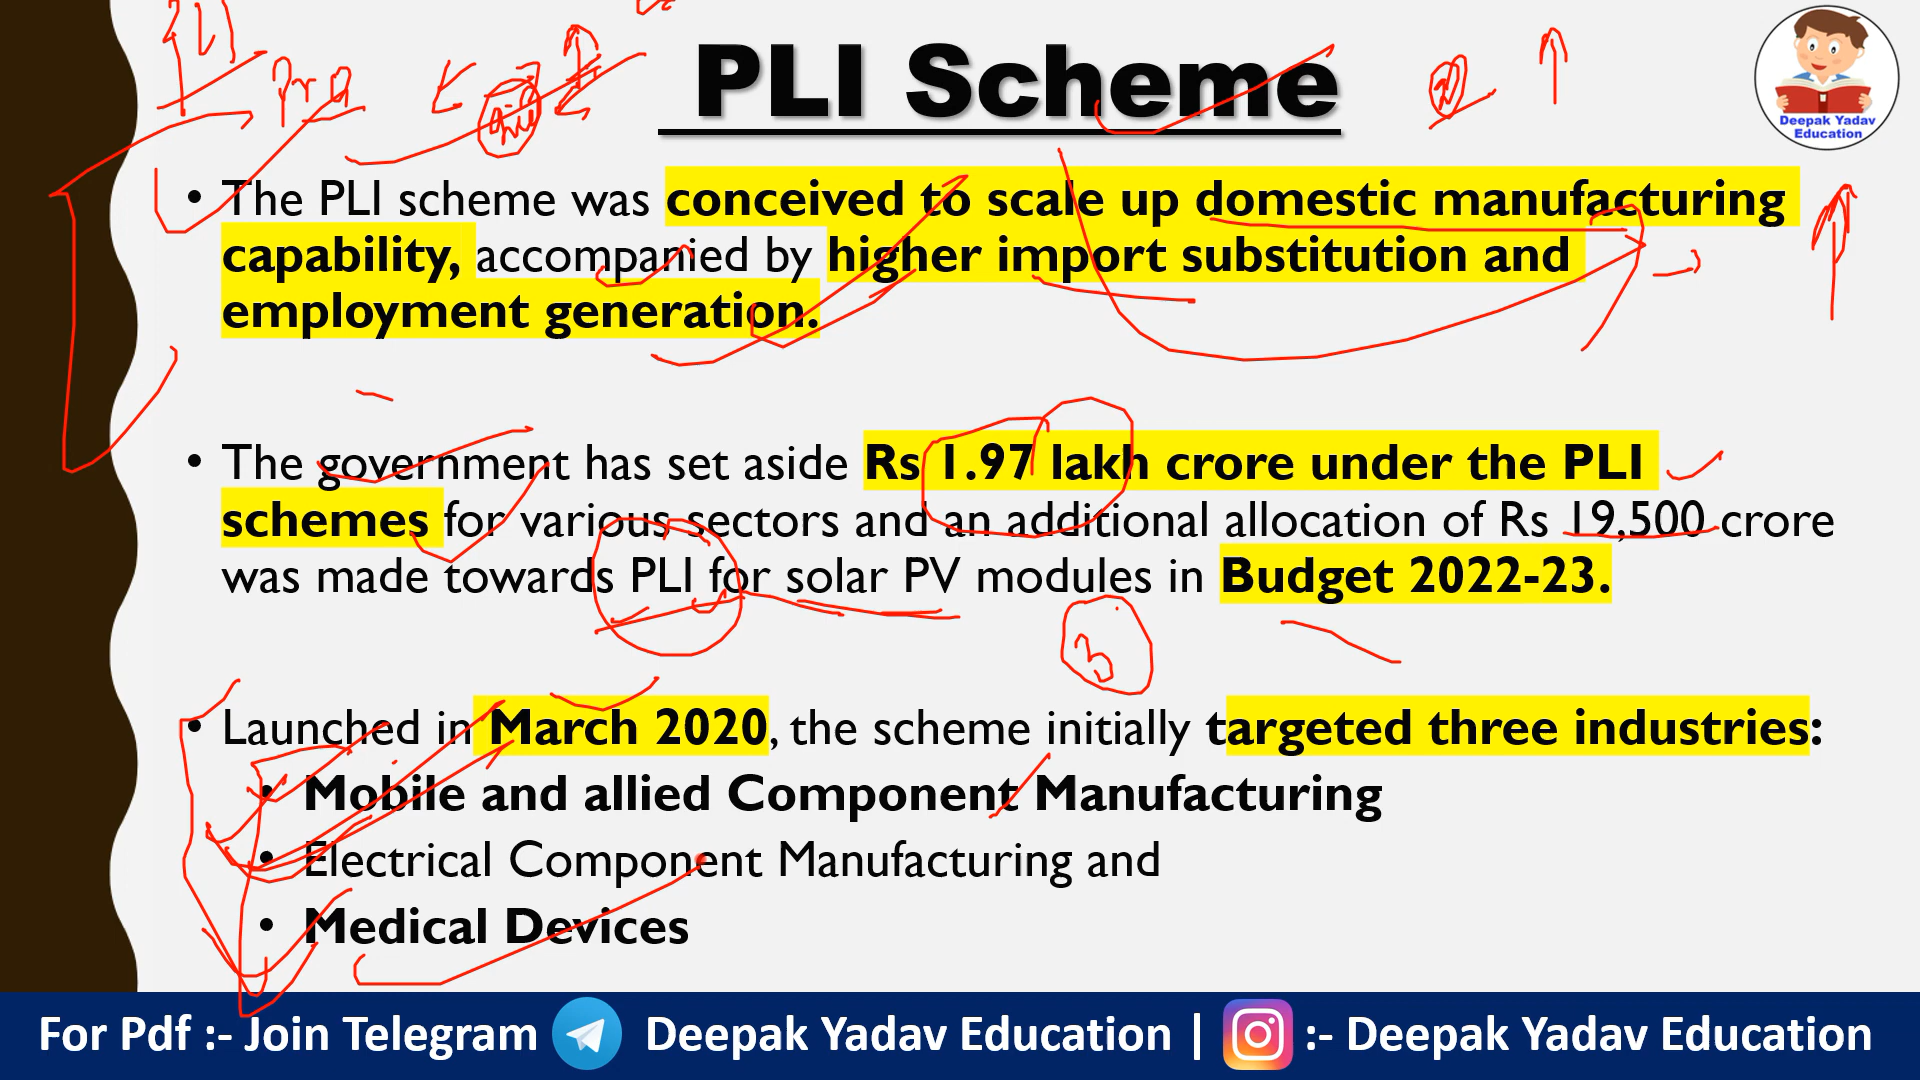 PLI Scheme
Deepak Yadav
Education
• The PLI scheme was conceived to scale up domestic manufacturing
capability, accompanied by higher import substitution and
employment generation.
• The government has set aside Rs 1.97 lakh crore under the PLI
schemes for various sectors and an additional allocation of Rs 19,500 crore
was made towards PLI for solar PV modules in Budget 2022-23.
3
• Launched in March 2020, the scheme initially targeted three industries:
• Mobile and allied Component Manufacturing
• Electrical Component Manufacturing and
• Medical Devices
For Pdf :- Join Telegram Deepak Yadav Education | :- Deepak Yadav Education